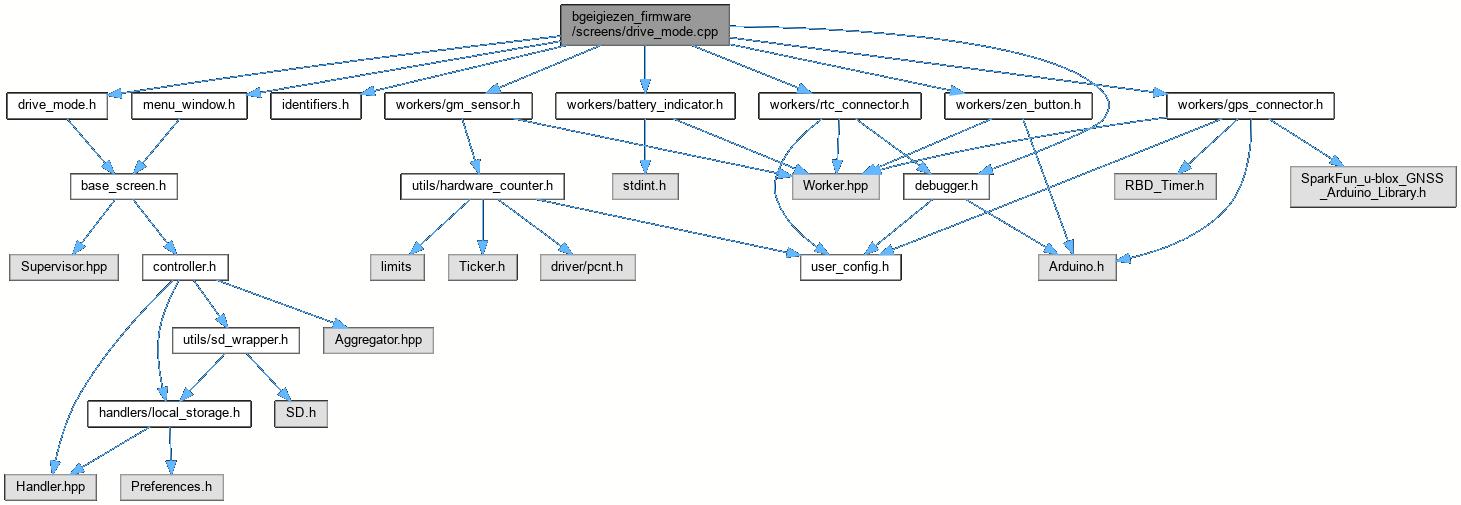 bgeigiezen_firmware
/screens/drive_mode.cpp
drive_mode.h
menu_window.h
identifiers.h
workers/gm_sensor.h
workers/battery_indicator.h
workers/rtc_connector.h
workers/zen_button.h
workers/gps_connector.h
base_screen.h
utils/hardware_counter.h
stdint.h
Worker.hpp
debugger.h
RBD_Timer.h
SparkFun_u-blox_GNSS
_Arduino_Library.h
Supervisor.hpp
controller.h
limits
Ticker.h
driver/pcnt.h
user_config.h
Arduino.h
utils/sd_wrapper.h
Aggregator.hpp
handlers/local_storage.h
SD.h
Handler.hpp
Preferences.h